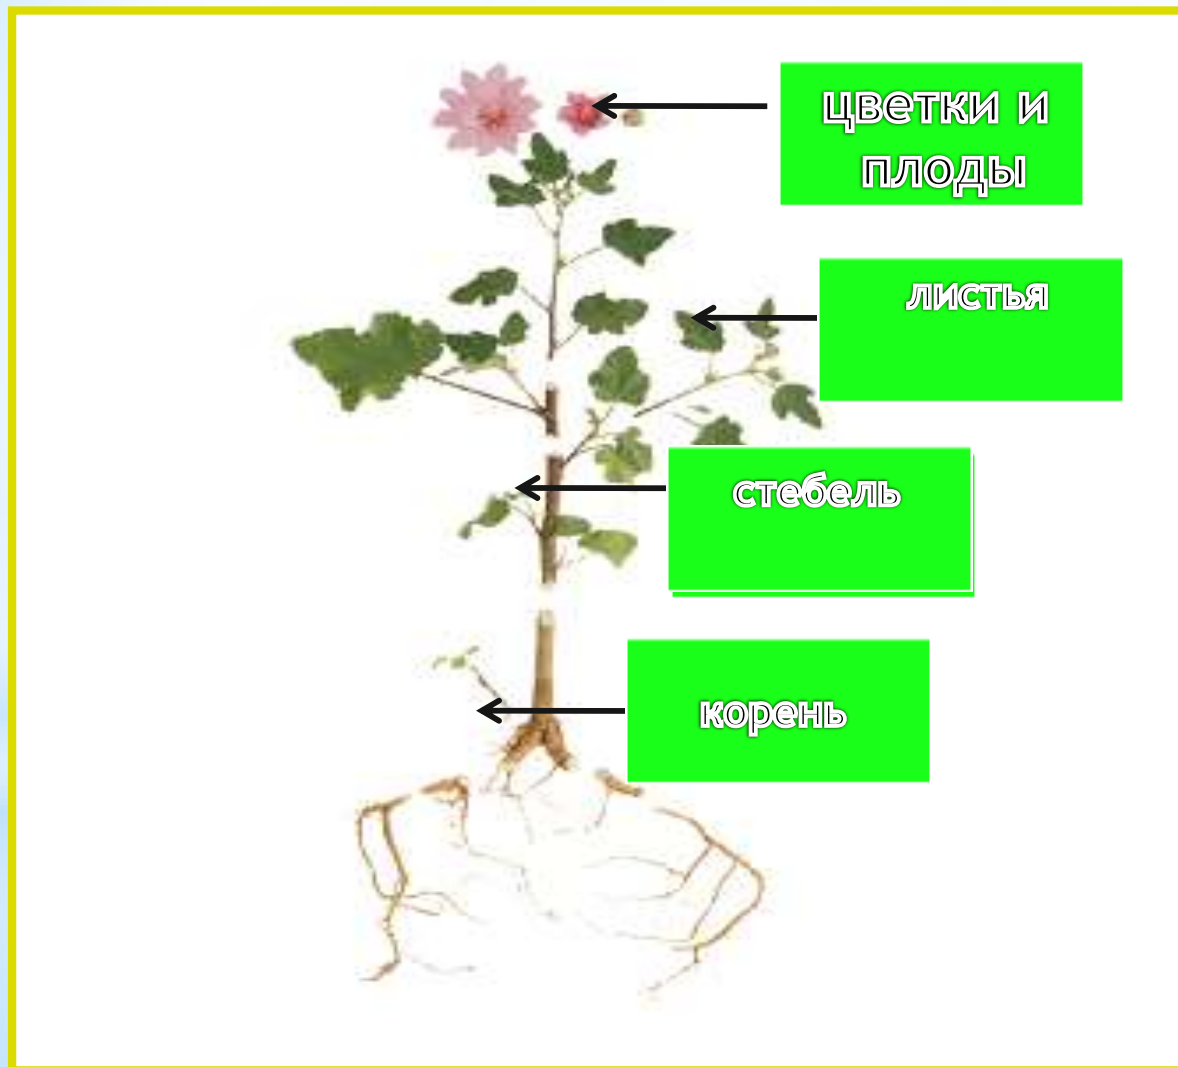 цветки и
плоды
листья
стебель
корень